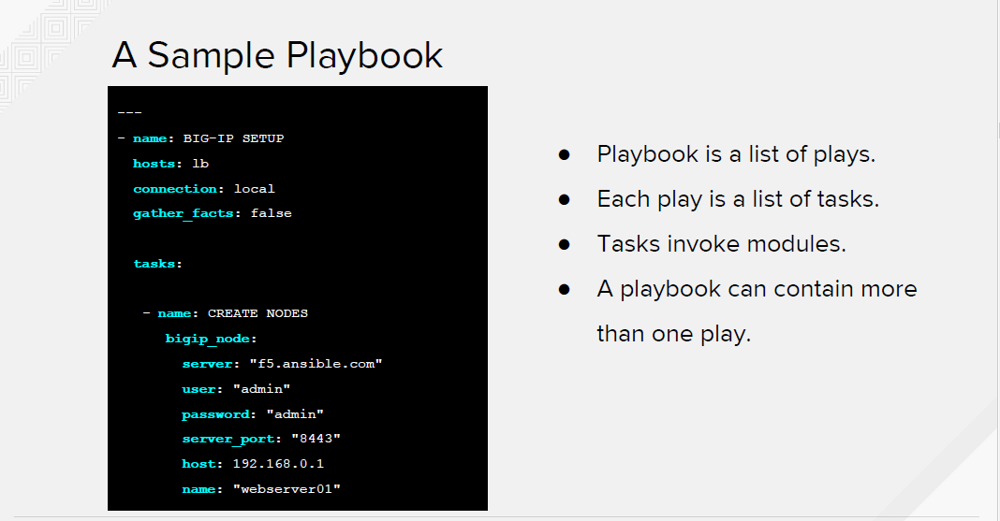 A Sample Playbook
---
- name: BIG-IP SETUP
  hosts: lb
  connection: local
  gather_facts: false
  tasks:
   - name: CREATE NODES
      bigip_node:
        server: "f5.ansible.com"
        user: "admin"
        password: "admin"
        server_port: "8443"
        host: 192.168.0.1
        name: "webserver01"
● Playbook is a list of plays.
● Each play is a list of tasks.
● Tasks invoke modules.
● A playbook can contain more
than one play.